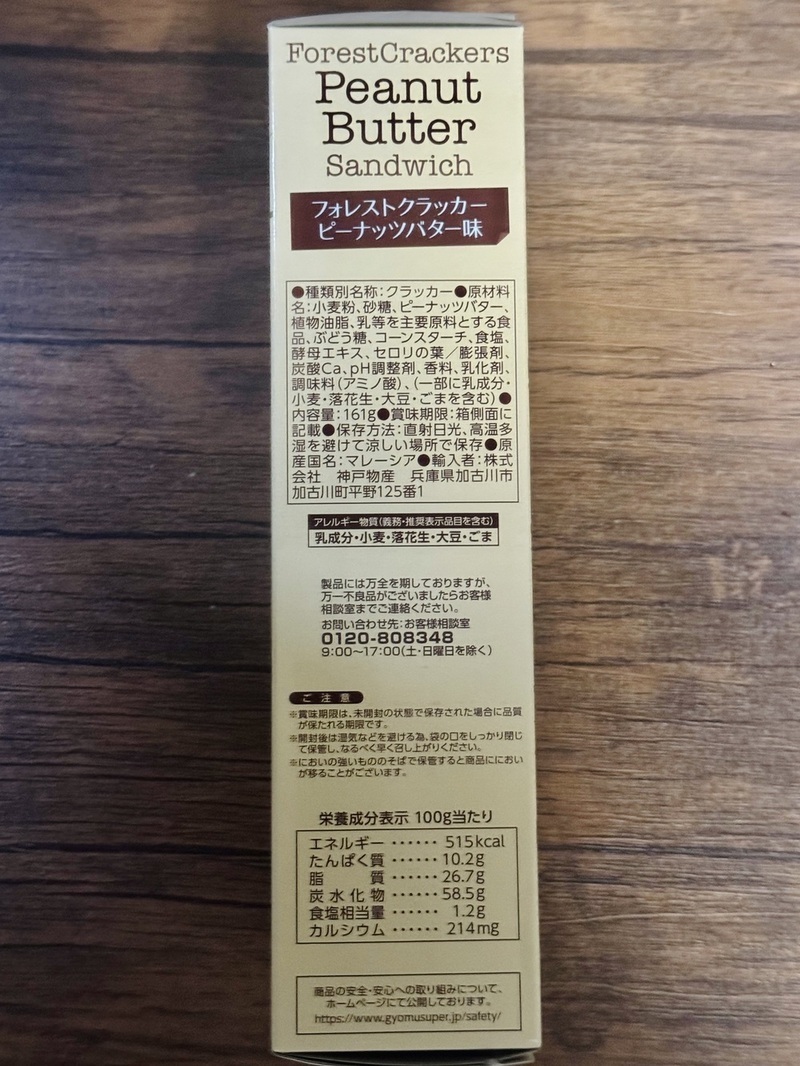 ForestCrackers
Peanut
Butter
Sandwich
フォレストクラッカー
ピーナッツバター味
●種類別名称:クラッカー●原材料
名:小麦粉、砂糖、ピーナッツバター、
植物油脂、乳等を主要原料とする食
品、ぶどう糖、コーンスターチ、食塩、
酵母エキス、セロリの葉／膨張剤、
炭酸Ca、pH調整剤、香料、乳化剤、
調味料(アミノ酸)、(一部に乳成分・
小麦・落花生・大豆・ごまを含む)●
内容量:161g●賞味期限:箱側面に
記載●保存方法:直射日光、高温多
湿を避けて涼しい場所で保存●原
産国名:マレーシア●輸入者:株式
会社 神戸物産 兵庫県加古川市
加古川町平野125番1
アレルギー物質(義務・推奨表示品目を含む)
乳成分・小麦・落花生・大豆・ごま
製品には万全を期しておりますが、
万一不良品がございましたらお客様
相談室までご連絡ください。
お問い合わせ先:お客様相談室
0120-808348
9:00～17:00(土・日曜日を除く)
ご注意
※賞味期限は、未開封の状態で保存された場合に品質
が保たれる期限です。
※開封後は湿気などを避ける為、袋の口をしっかり閉じ
て保管し、なるべく早く召し上がりください。
※においの強いもののそばで保管すると商品ににおい
が移ることがございます。
栄養成分表示 100g当たり
エネルギー ・・・・・・ 515kcal
たんぱく質 ・・・・・・ 10.2g
脂質 ・・・・・・ 26.7g
炭水化物 ・・・・・・ 58.5g
食塩相当量 ・・・・・・ 1.2g
カルシウム ・・・・・・ 214mg
商品の安全・安心への取り組みについて、
ホームページにて公開しております。
https://www.gyomusuper.jp/safety/